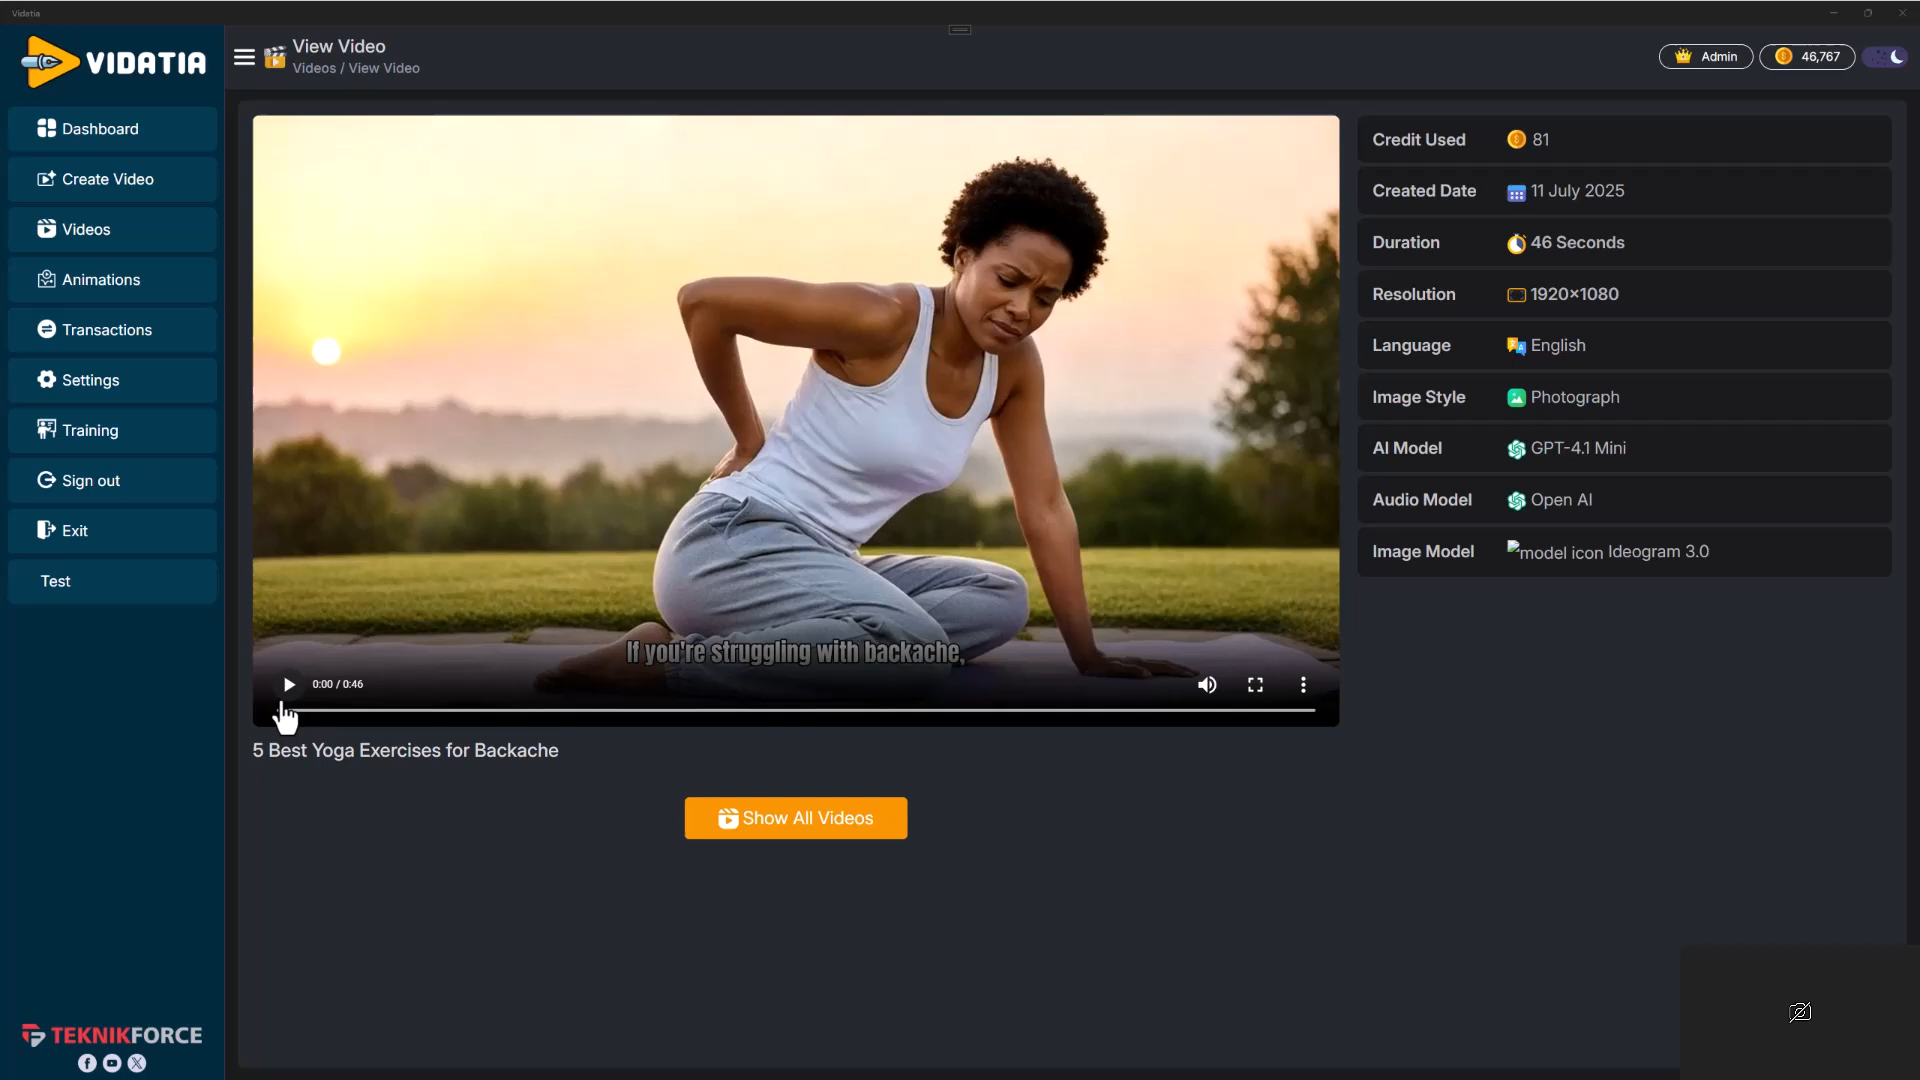 Vidatia
VIDATIA
View Video
Videos / View Video
Admin
46,767
Dashboard
Create Video
Videos
Animations
Transactions
Settings
Training
Sign out
Exit
Test
If you're struggling with backache,
0:00 / 0:46
5 Best Yoga Exercises for Backache
Show All Videos
Credit Used 81
Created Date 11 July 2025
Duration 46 Seconds
Resolution 1920×1080
Language English
Image Style Photograph
AI Model GPT-4.1 Mini
Audio Model Open AI
Image Model model icon Ideogram 3.0
TEKNIKFORCE